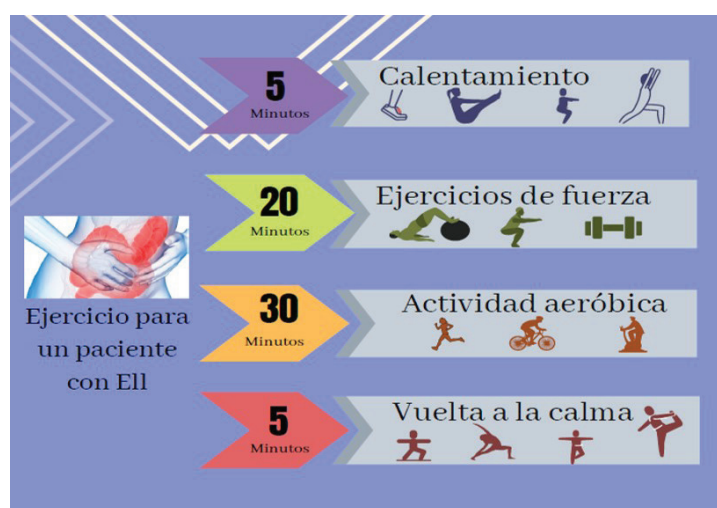 5
Minutos
Calentamiento
20
Minutos
Ejercicios de fuerza
30
Minutos
Actividad aeróbica
5
Minutos
Vuelta a la calma
Ejercicio para
un paciente
con Ell